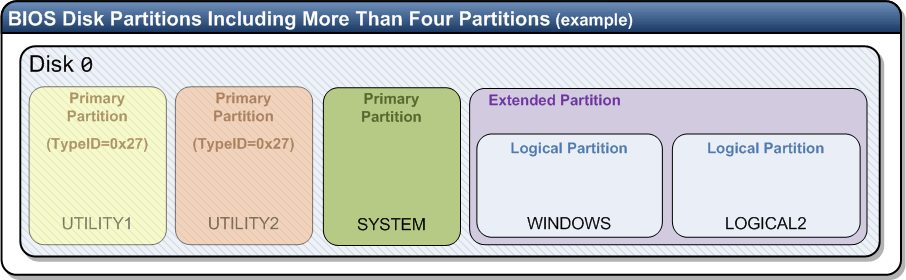 BIOS Disk Partitions Including More Than Four Partitions (example)
Disk 0
Primary
Partition
(TypeID=0x27)
UTILITY1
Primary
Partition
(TypeID=0x27)
UTILITY2
Primary
Partition
SYSTEM
Extended Partition
Logical Partition
WINDOWS
Logical Partition
LOGICAL2